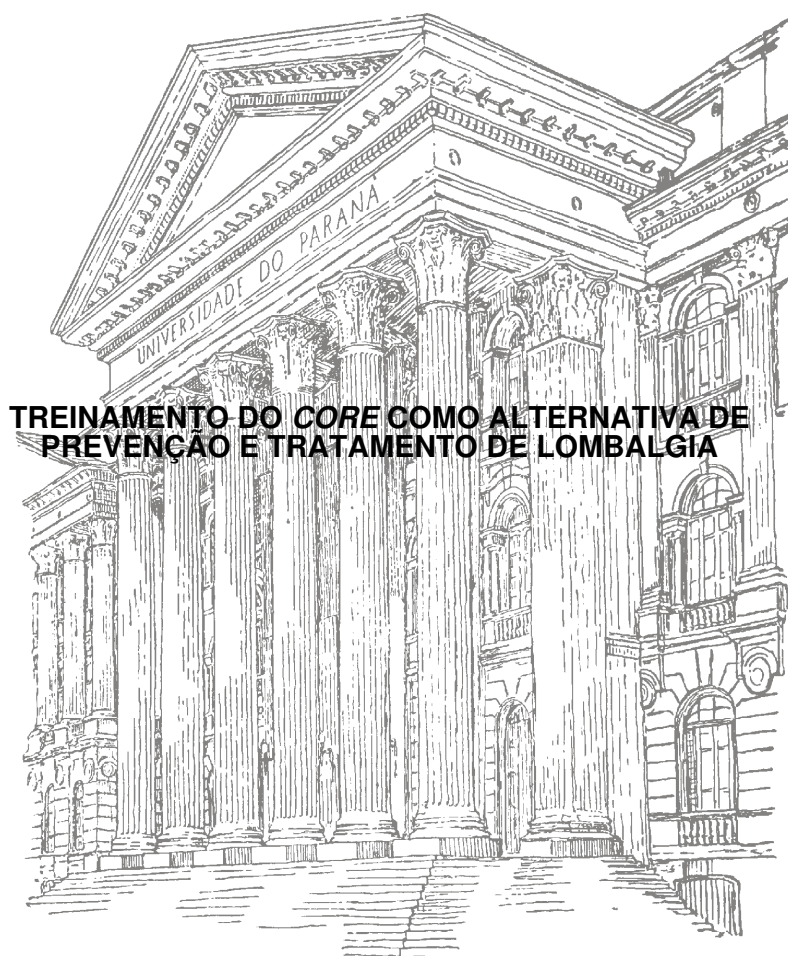 UNIVERSIDADE DO PARANÁ
TREINAMENTO DO CORE COMO ALTERNATIVA DE
PREVENÇÃO E TRATAMENTO DE LOMBALGIA